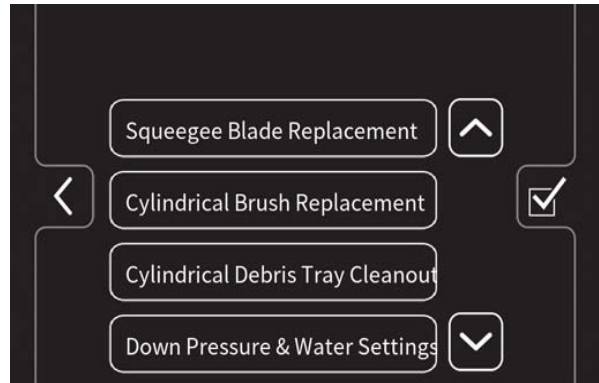 Squeegee Blade Replacement
Cylindrical Brush Replacement
Cylindrical Debris Tray Cleanout
Down Pressure & Water Settings